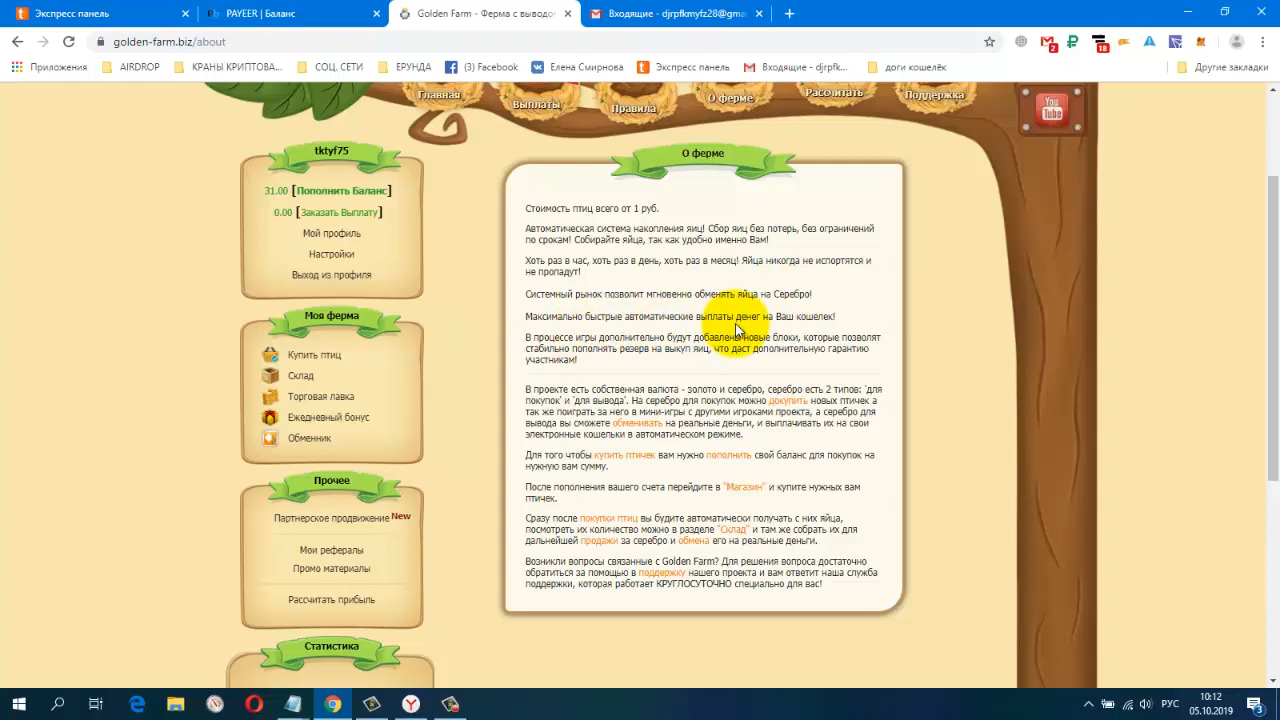 Экспресс панель
PAYEER | Баланс
Golden Farm - Ферма с выводо
Входящие - djrpfkmyfz28@gma
golden-farm.biz/about
2
18
Приложения
AIRDROP
КРАНЫ КРИПТОВА...
СОЦ. СЕТИ
ЕРУНДА
(3) Facebook
Елена Смирнова
Экспресс панель
Входящие - djrpfk...
доги кошелёк
Другие закладки
Главная
Выплаты
Правила
О ферме
Рассчитать
Поддержка
You
Tube
tktyf75
31.00 [Пополнить Баланс]
0.00 [Заказать Выплату]
Мой профиль
Настройки
Выход из профиля
Моя ферма
Купить птиц
Склад
Торговая лавка
Ежедневный бонус
Обменник
Прочее
Партнерское продвижение New
Мои рефералы
Промо материалы
Рассчитать прибыль
Статистика
О ферме
Стоимость птиц всего от 1 руб.
Автоматическая система накопления яиц! Сбор яиц без потерь, без ограничений
по срокам! Собирайте яйца, так как удобно именно Вам!
Хоть раз в час, хоть раз в день, хоть раз в месяц! Яйца никогда не испортятся и
не пропадут!
Системный рынок позволит мгновенно обменять яйца на Серебро!
Максимально быстрые автоматические выплаты денег на Ваш кошелек!
В процессе игры дополнительно будут добавлены новые блоки, которые позволят
стабильно пополнять резерв на выкуп яиц, что даст дополнительную гарантию
участникам!
В проекте есть собственная валюта - золото и серебро, серебро есть 2 типов: 'для
покупок' и 'для вывода'. На серебро для покупок можно докупить новых птичек а
так же поиграть за него в мини-игры с другими игроками проекта, а серебро для
вывода вы сможете обменивать на реальные деньги, и выплачивать их на свои
электронные кошельки в автоматическом режиме.
Для того чтобы купить птичек вам нужно пополнить свой баланс для покупок на
нужную вам сумму.
После пополнения вашего счета перейдите в "Магазин" и купите нужных вам
птичек.
Сразу после покупки птиц вы будите автоматически получать с них яйца,
посмотреть их количество можно в разделе "Склад" и там же собрать их для
дальнейшей продажи за серебро и обмена его на реальные деньги.
Возникли вопросы связанные с Golden Farm? Для решения вопроса достаточно
обратиться за помощью в поддержку нашего проекта и вам ответит наша служба
поддержки, которая работает КРУГЛОСУТОЧНО специально для вас!
РУС
10:12
05.10.2019
3